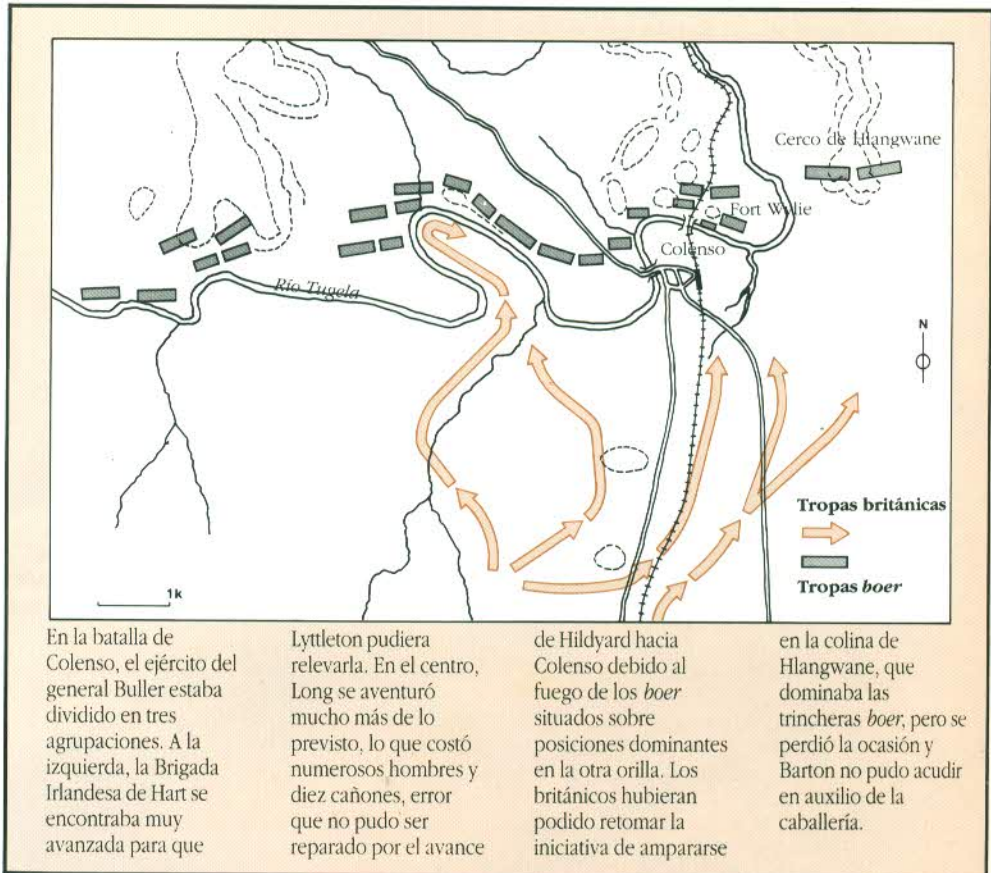 Cerco de Hlangwane
Fort Wylie
Colenso
Río Tugela
N
Tropas británicas
Tropas boer
1k
En la batalla de
Colenso, el ejército del
general Buller estaba
dividido en tres
agrupaciones. A la
izquierda, la Brigada
Irlandesa de Hart se
encontraba muy
avanzada para que
Lyttleton pudiera
relevarla. En el centro,
Long se aventuró
mucho más de lo
previsto, lo que costó
numerosos hombres y
diez cañones, error
que no pudo ser
reparado por el avance
de Hildyard hacia
Colenso debido al
fuego de los boer
situados sobre
posiciones dominantes
en la otra orilla. Los
británicos hubieran
podido retomar la
iniciativa de ampararse
en la colina de
Hlangwane, que
dominaba las
trincheras boer, pero se
perdió la ocasión y
Barton no pudo acudir
en auxilio de la
caballería.